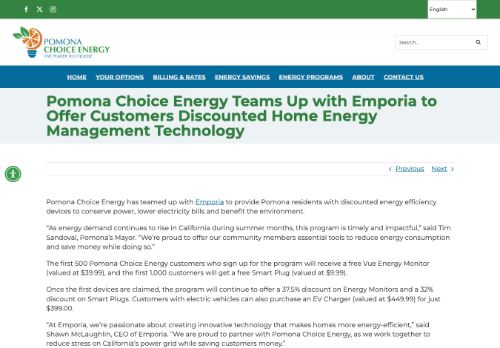 English
POMONA
CHOICE ENERGY
THE POWER TO CHOOSE
Search...
HOME YOUR OPTIONS BILLING & RATES ENERGY SAVINGS ENERGY PROGRAMS ABOUT CONTACT US
Pomona Choice Energy Teams Up with Emporia to
Offer Customers Discounted Home Energy
Management Technology
Previous Next
Pomona Choice Energy has teamed up with Emporia to provide Pomona residents with discounted energy efficiency
devices to conserve power, lower electricity bills and benefit the environment.
“As energy demand continues to rise in California during summer months, this program is timely and impactful,” said Tim
Sandoval, Pomona’s Mayor. “We’re proud to offer our community members essential tools to reduce energy consumption
and save money while doing so.”
The first 500 Pomona Choice Energy customers who sign up for the program will receive a free Vue Energy Monitor
(valued at $39.99), and the first 1,000 customers will get a free Smart Plug (valued at $9.99).
Once the first devices are claimed, the program will continue to offer a 37.5% discount on Energy Monitors and a 32%
discount on Smart Plugs. Customers with electric vehicles can also purchase an EV Charger (valued at $449.99) for just
$399.00.
“At Emporia, we’re passionate about creating innovative technology that makes homes more energy-efficient,” said
Shawn McLaughlin, CEO of Emporia. “We are proud to partner with Pomona Choice Energy, as we work together to
reduce stress on California’s power grid while saving customers money.”